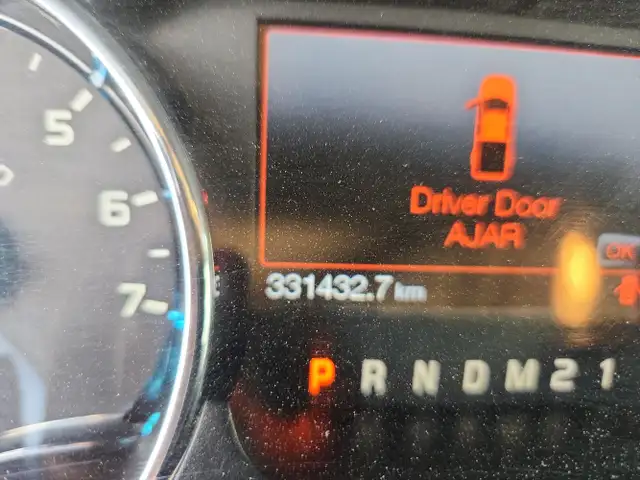 5
6
7
Driver Door
AJAR
OK
331432.7 km
P R N D M 2 1